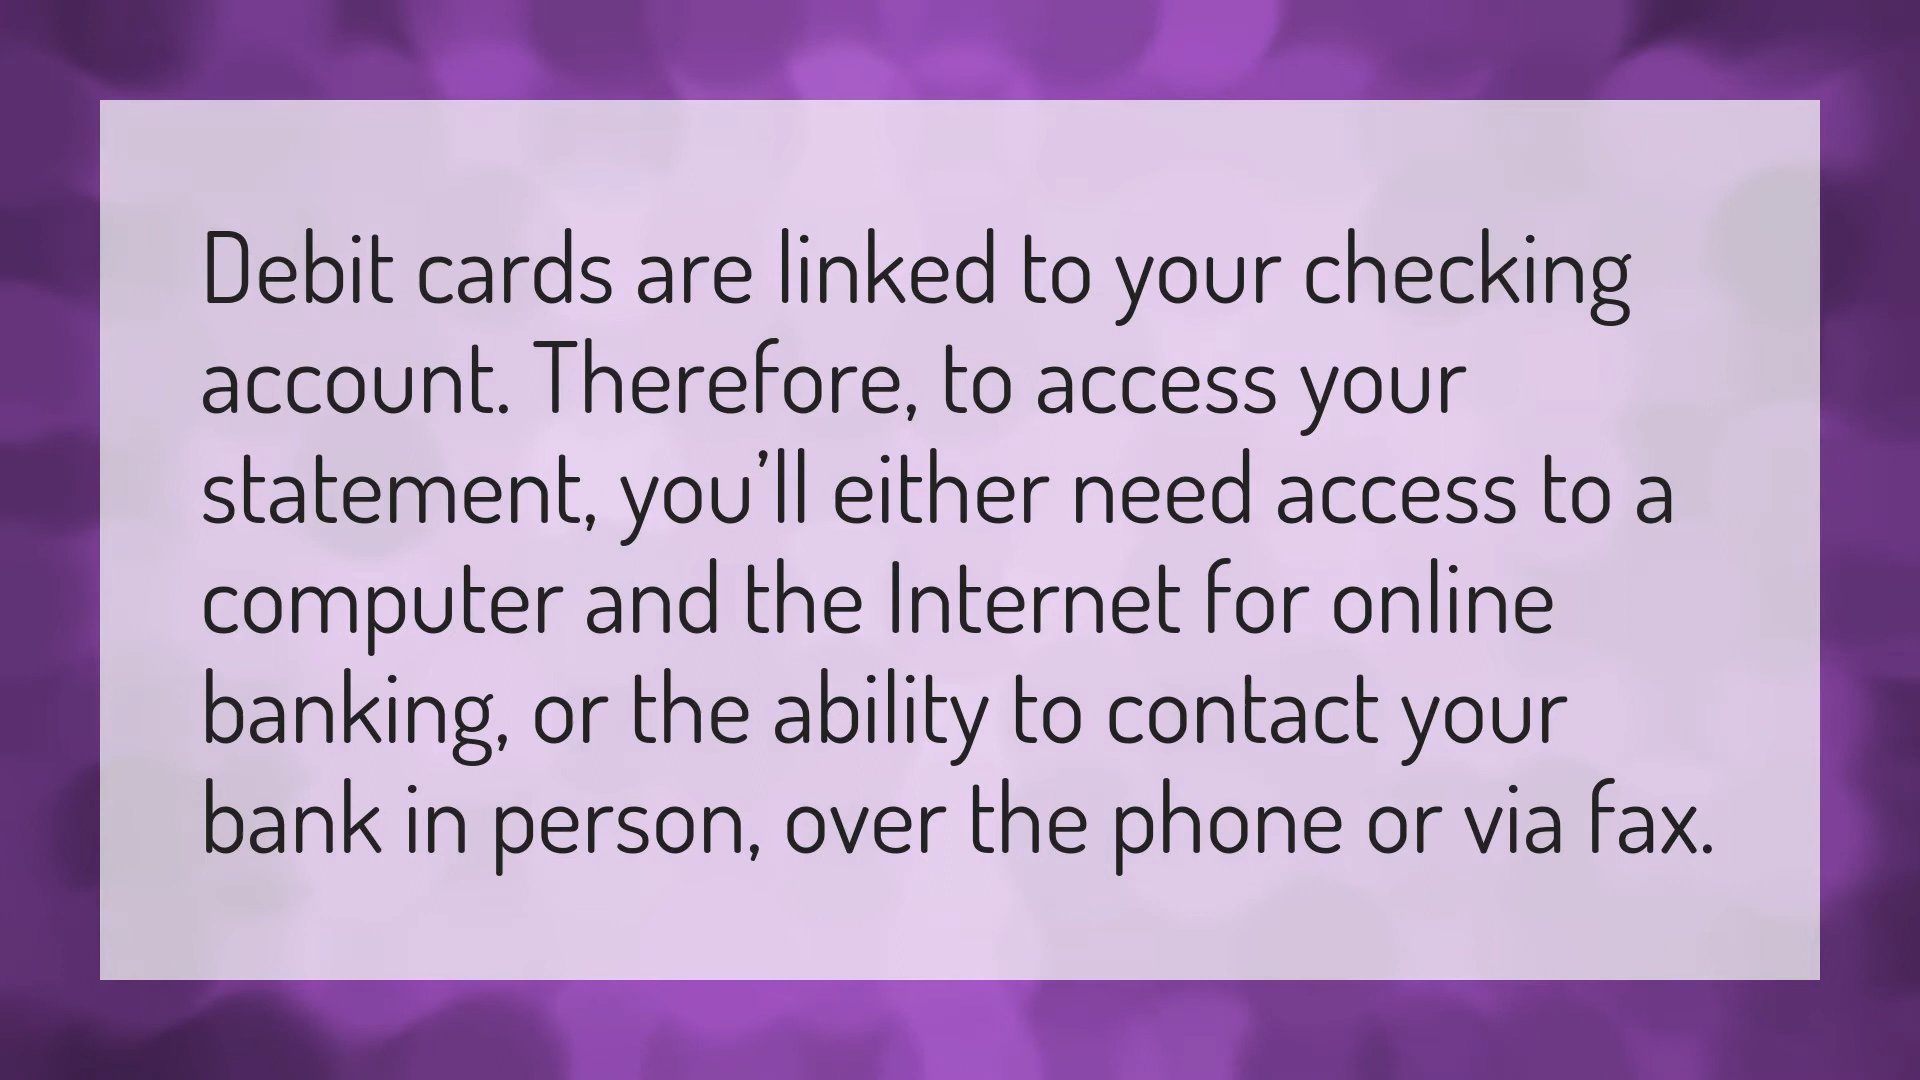 Debit cards are linked to your checking
account. Therefore, to access your
statement, you’ll either need access to a
computer and the Internet for online
banking, or the ability to contact your
bank in person, over the phone or via fax.